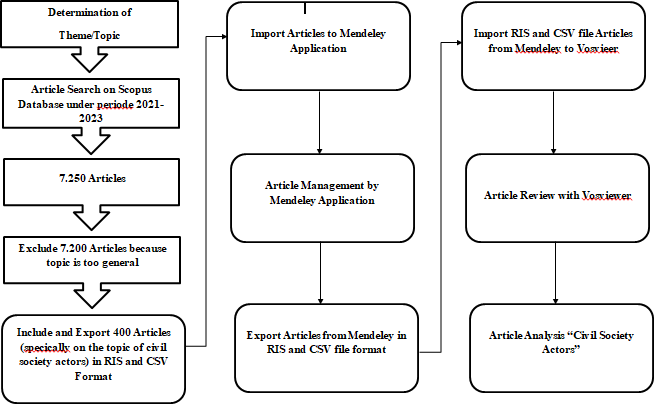 Determination of
Theme/Topic
Article Search on Scopus
Database under periode 2021-
2023
7.250 Articles
Exclude 7.200 Articles because
topic is too general
Include and Export 400 Articles
(specially on the topic of civil
society actors) in RIS and CSV
Format
Import Articles to Mendeley
Application
Article Management by
Mendeley Application
Export Articles from Mendeley in
RIS and CSV file format
Import RIS and CSV file Articles
from Mendeley to Vosvieer
Article Review with Vosviewer
Article Analysis “Civil Society
Actors”